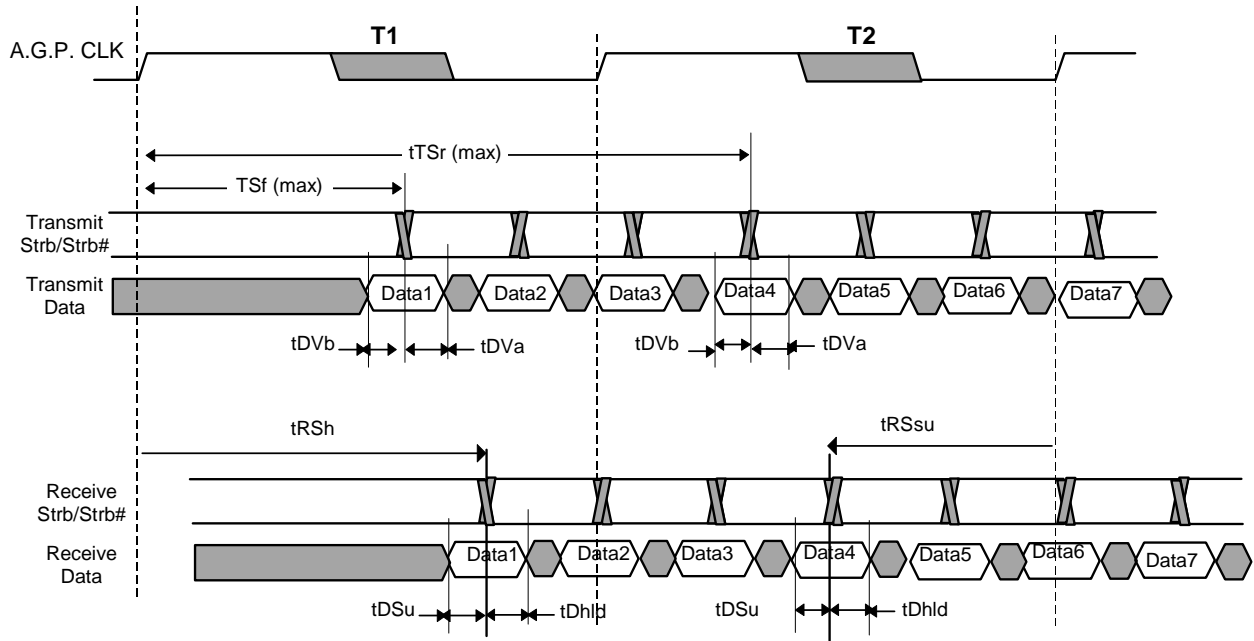 T1
T2
A.G.P. CLK
tTSr (max)
TSf (max)
Transmit
Strb/Strb#
Transmit
Data
Data1
Data2
Data3
Data4
Data5
Data6
Data7
tDVb
tDVa
tDVb
tDVa
tRSh
tRSsu
Receive
Strb/Strb#
Receive
Data
Data1
Data2
Data3
Data4
Data5
Data6
Data7
tDSu
tDhld
tDSu
tDhld